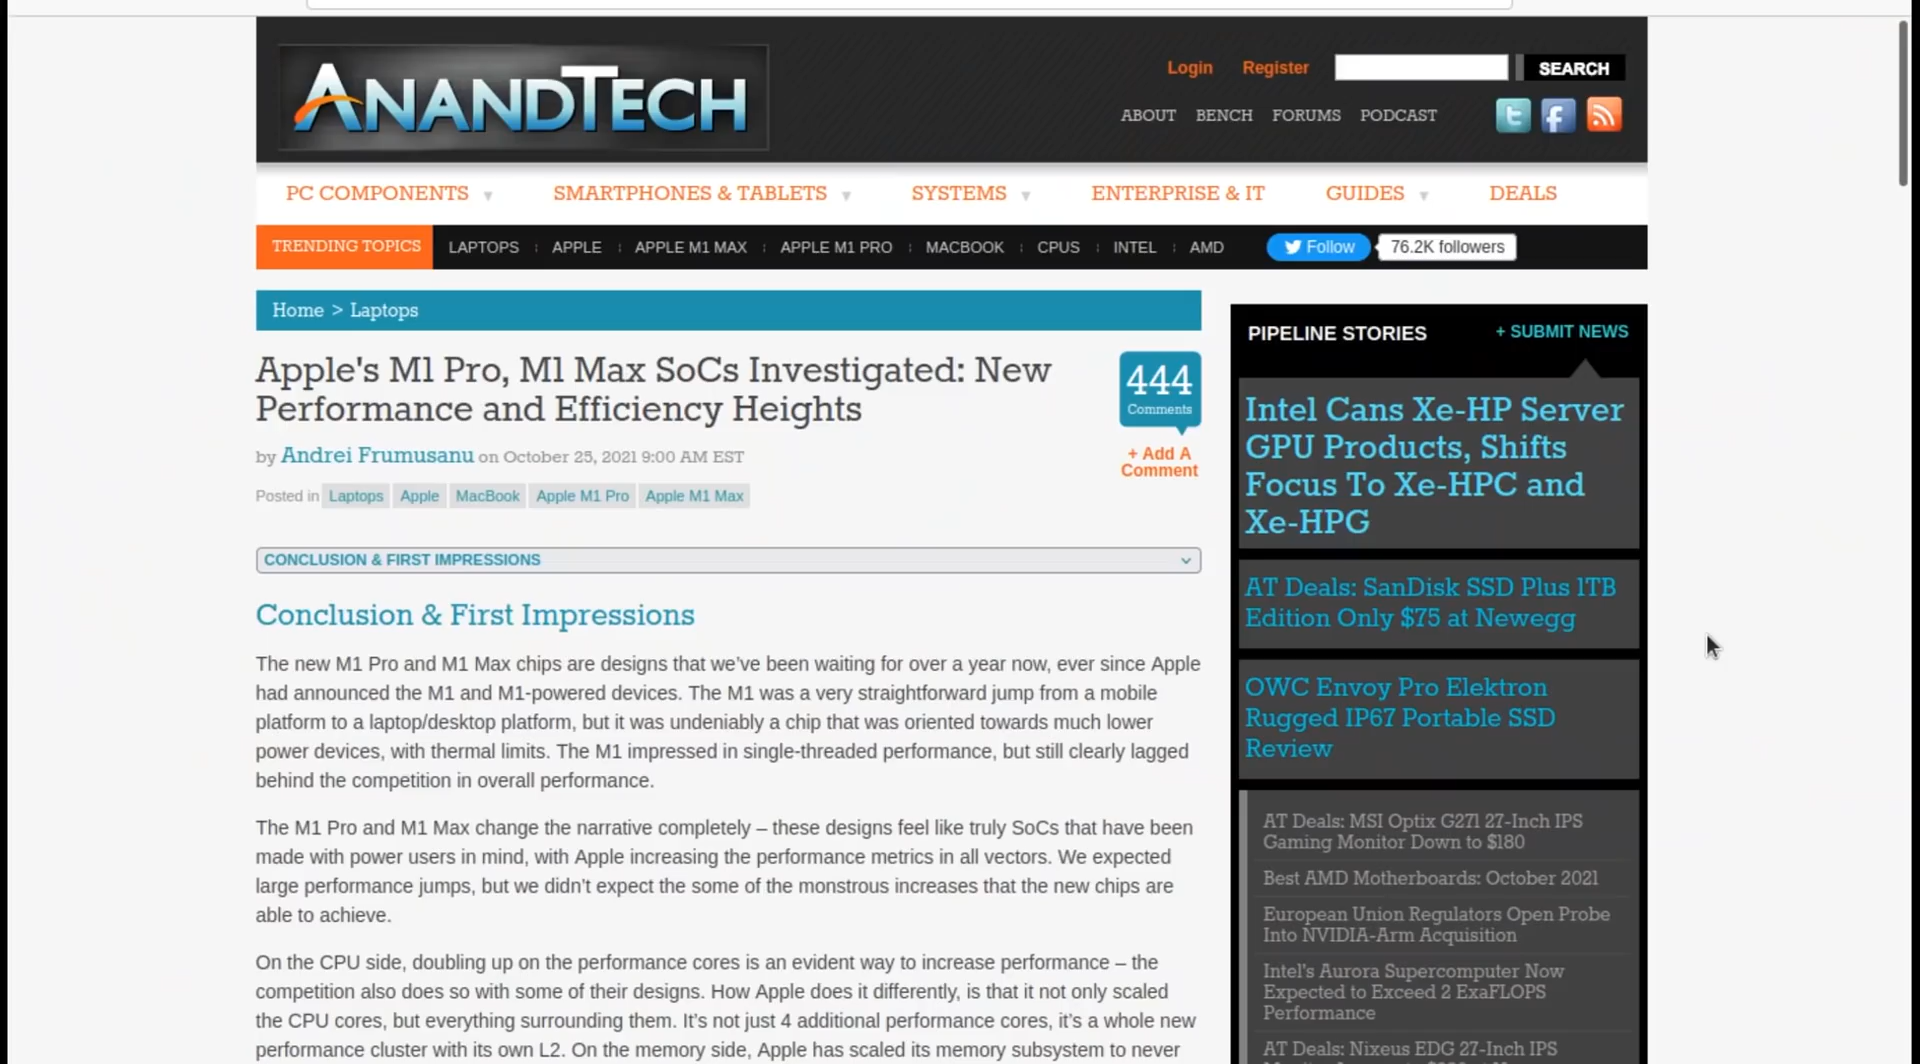 ANANDTECH
Login Register SEARCH
ABOUT BENCH FORUMS PODCAST
PC COMPONENTS SMARTPHONES & TABLETS SYSTEMS ENTERPRISE & IT GUIDES DEALS
TRENDING TOPICS LAPTOPS APPLE APPLE M1 MAX APPLE M1 PRO MACBOOK CPUS INTEL AMD Follow 76.2K followers
Home > Laptops
Apple's M1 Pro, M1 Max SoCs Investigated: New
Performance and Efficiency Heights
by Andrei Frumusanu on October 25, 2021 9:00 AM EST
Posted in Laptops Apple MacBook Apple M1 Pro Apple M1 Max
444
Comments
+ Add A
Comment
CONCLUSION & FIRST IMPRESSIONS
Conclusion & First Impressions
The new M1 Pro and M1 Max chips are designs that we’ve been waiting for over a year now, ever since Apple
had announced the M1 and M1-powered devices. The M1 was a very straightforward jump from a mobile
platform to a laptop/desktop platform, but it was undeniably a chip that was oriented towards much lower
power devices, with thermal limits. The M1 impressed in single-threaded performance, but still clearly lagged
behind the competition in overall performance.
The M1 Pro and M1 Max change the narrative completely – these designs feel like truly SoCs that have been
made with power users in mind, with Apple increasing the performance metrics in all vectors. We expected
large performance jumps, but we didn’t expect the some of the monstrous increases that the new chips are
able to achieve.
On the CPU side, doubling up on the performance cores is an evident way to increase performance – the
competition also does so with some of their designs. How Apple does it differently, is that it not only scaled
the CPU cores, but everything surrounding them. It’s not just 4 additional performance cores, it’s a whole new
performance cluster with its own L2. On the memory side, Apple has scaled its memory subsystem to never
PIPELINE STORIES + SUBMIT NEWS
Intel Cans Xe-HP Server
GPU Products, Shifts
Focus To Xe-HPC and
Xe-HPG
AT Deals: SanDisk SSD Plus 1TB
Edition Only $75 at Newegg
OWC Envoy Pro Elektron
Rugged IP67 Portable SSD
Review
AT Deals: MSI Optix G271 27-Inch IPS
Gaming Monitor Down to $180
Best AMD Motherboards: October 2021
European Union Regulators Open Probe
Into NVIDIA-Arm Acquisition
Intel's Aurora Supercomputer Now
Expected to Exceed 2 ExaFLOPS
Performance
AT Deals: Nixeus EDG 27-Inch IPS